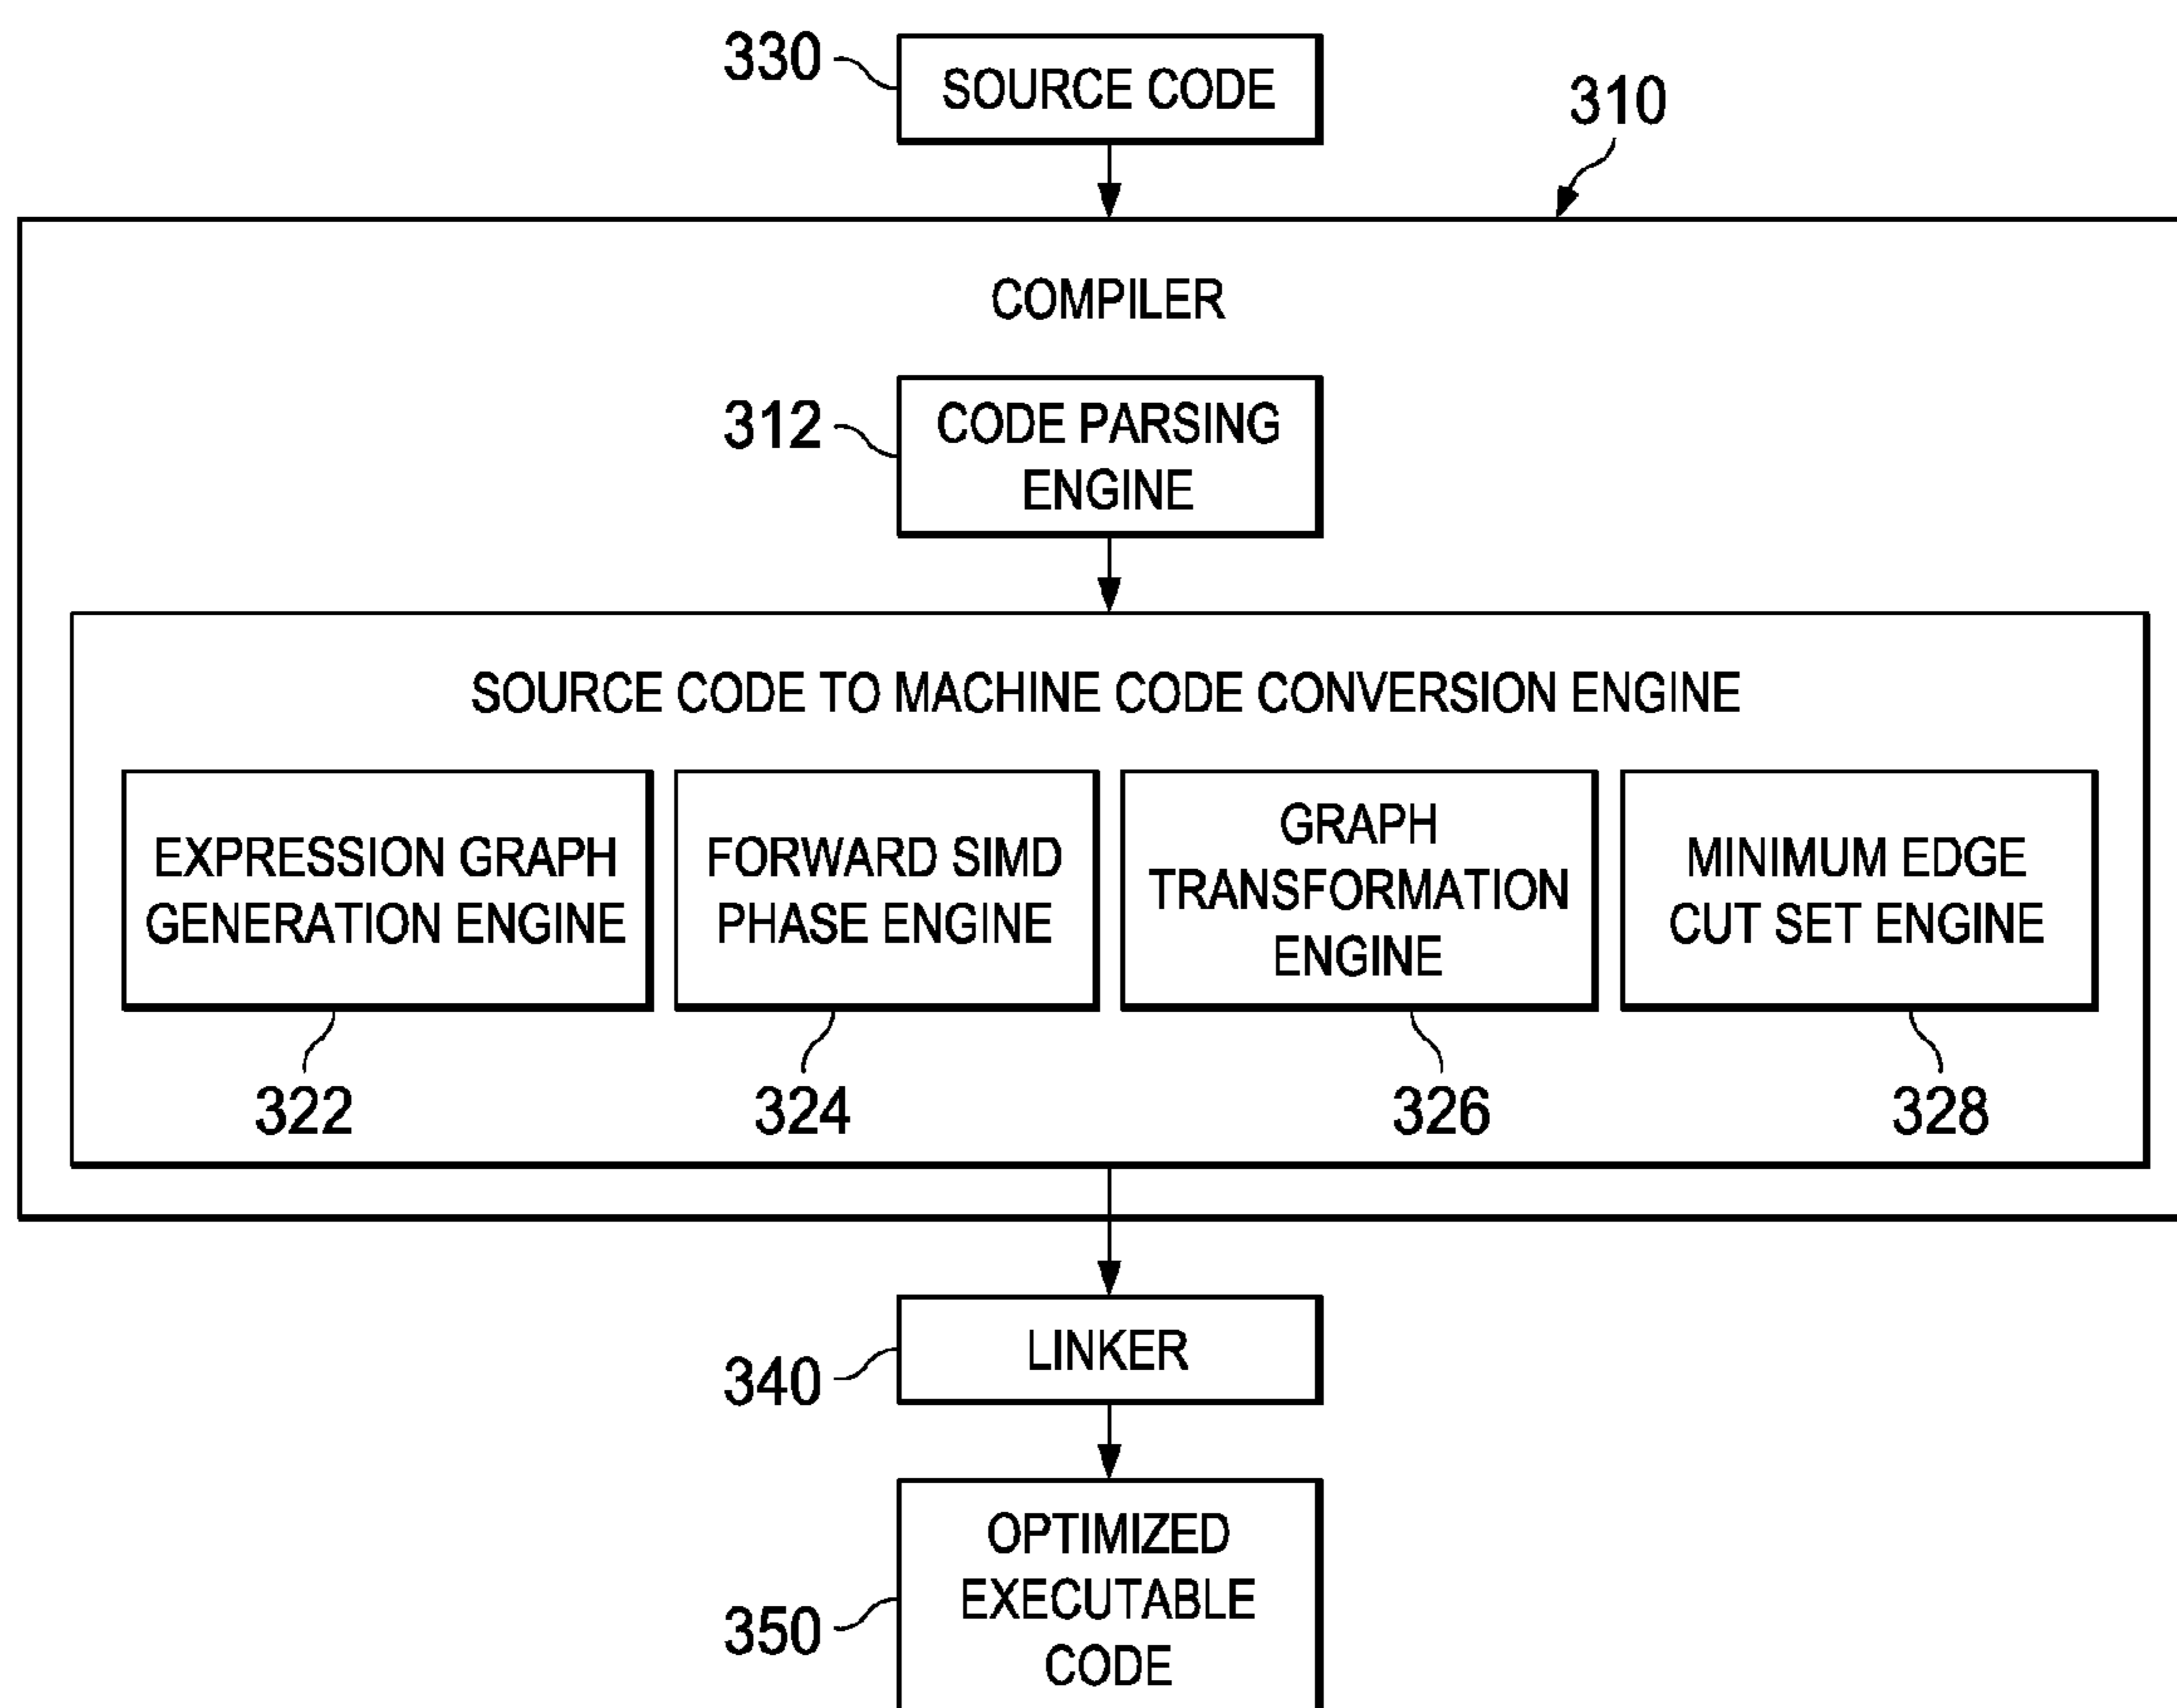 330
SOURCE CODE
310
COMPILER
312
CODE PARSING
ENGINE
SOURCE CODE TO MACHINE CODE CONVERSION ENGINE
EXPRESSION GRAPH
GENERATION ENGINE
FORWARD SIMD
PHASE ENGINE
GRAPH
TRANSFORMATION
ENGINE
MINIMUM EDGE
CUT SET ENGINE
322
324
326
328
LINKER
340
OPTIMIZED
EXECUTABLE
CODE
350